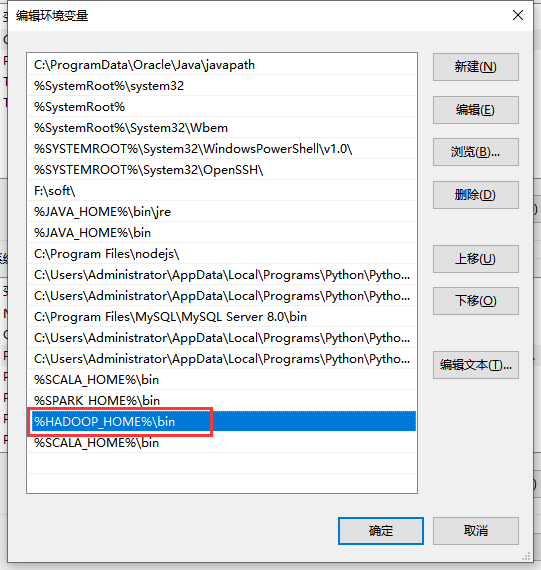 编辑环境变量
C:\ProgramData\Oracle\Java\javapath
%SystemRoot%\system32
%SystemRoot%
%SystemRoot%\System32\Wbem
%SYSTEMROOT%\System32\WindowsPowerShell\v1.0\
%SYSTEMROOT%\System32\OpenSSH\
F:\soft\
%JAVA_HOME%\bin\jre
%JAVA_HOME%\bin
C:\Program Files\nodejs\
C:\Users\Administrator\AppData\Local\Programs\Python\Pytho...
C:\Users\Administrator\AppData\Local\Programs\Python\Pytho...
C:\Program Files\MySQL\MySQL Server 8.0\bin
C:\Users\Administrator\AppData\Local\Programs\Python\Pytho...
C:\Users\Administrator\AppData\Local\Programs\Python\Pytho...
%SCALA_HOME%\bin
%SPARK_HOME%\bin
%HADOOP_HOME%\bin
%SCALA_HOME%\bin
新建(N)
编辑(E)
浏览(B)...
删除(D)
上移(U)
下移(O)
编辑文本(T)...
确定
取消